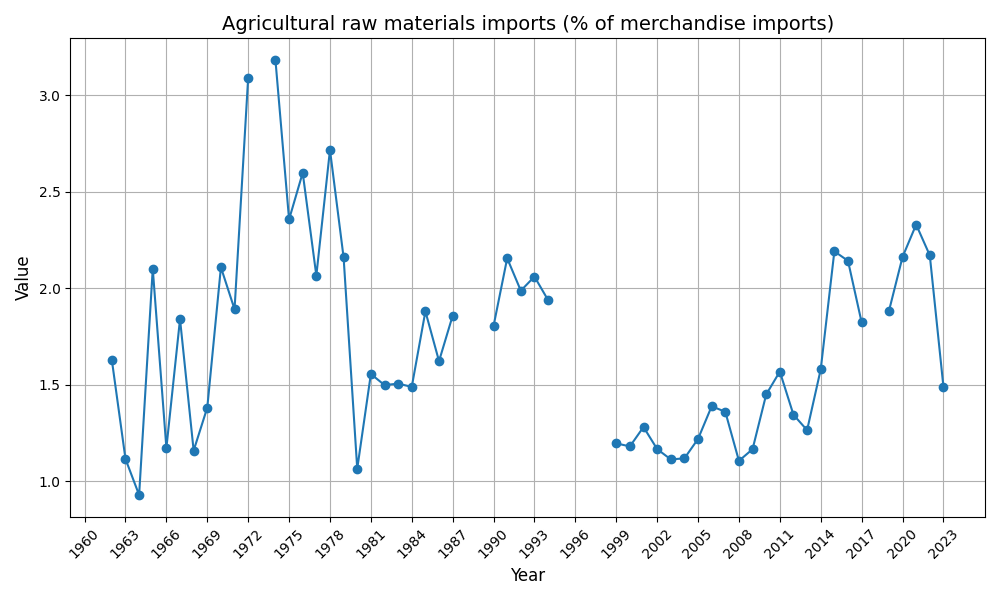 Agricultural raw materials imports (% of merchandise imports)
Value
3.0
2.5
2.0
1.5
1.0
1960 1963 1966 1969 1972 1975 1978 1981 1984 1987 1990 1993 1996 1999 2002 2005 2008 2011 2014 2017 2020 2023
Year